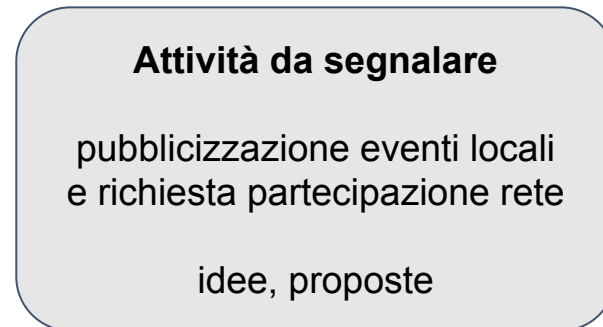 Attività da segnalare
pubblicizzazione eventi locali
e richiesta partecipazione rete
idee, proposte